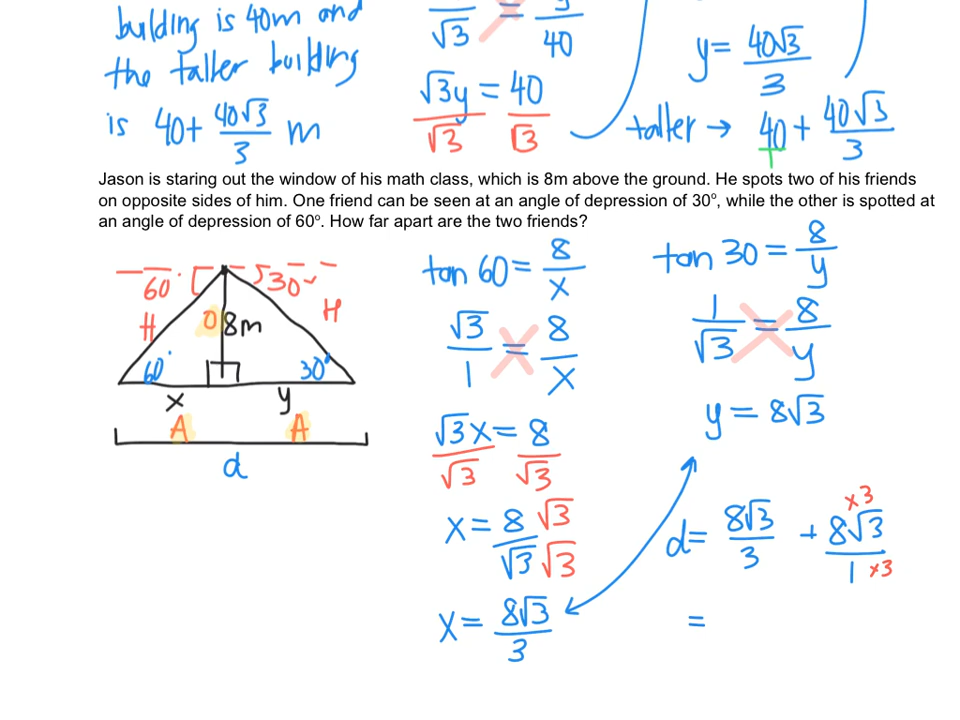 building is 40m and
the taller building
is 40+ 40√3/3 m
√3 = 40
√3y = 40
√3 √3
y = 40√3/3
taller → 40 + 40√3/3
Jason is staring out the window of his math class, which is 8m above the ground. He spots two of his friends
on opposite sides of him. One friend can be seen at an angle of depression of 30°, while the other is spotted at
an angle of depression of 60°. How far apart are the two friends?
60° 30°
H O 8m H
60° 30°
x y
A A
d
tan 60 = 8/x
√3/1 = 8/x
√3x = 8
√3 √3
x = 8 √3
√3 √3
x = 8√3/3
tan 30 = 8/y
1/√3 = 8/y
y = 8√3
x3
d = 8√3/3 + 8√3/1
x3
=